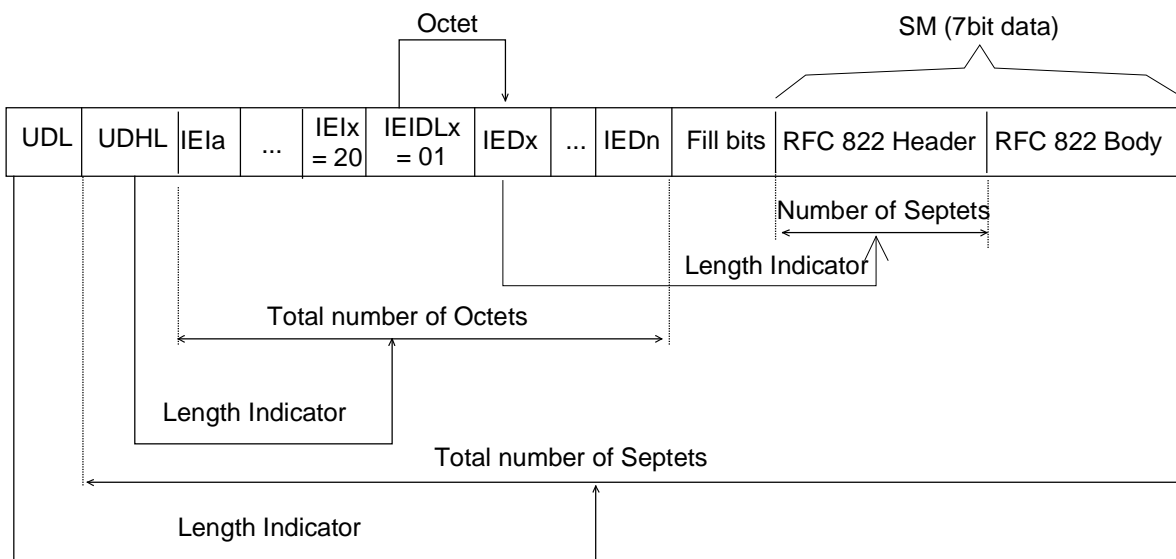 Octet
SM (7bit data)
UDL UDHL IEIa ... IEIx = 20 IEIDLx = 01 IEDx ... IEDn Fill bits RFC 822 Header RFC 822 Body
Number of Septets
Length Indicator
Total number of Octets
Length Indicator
Total number of Septets
Length Indicator